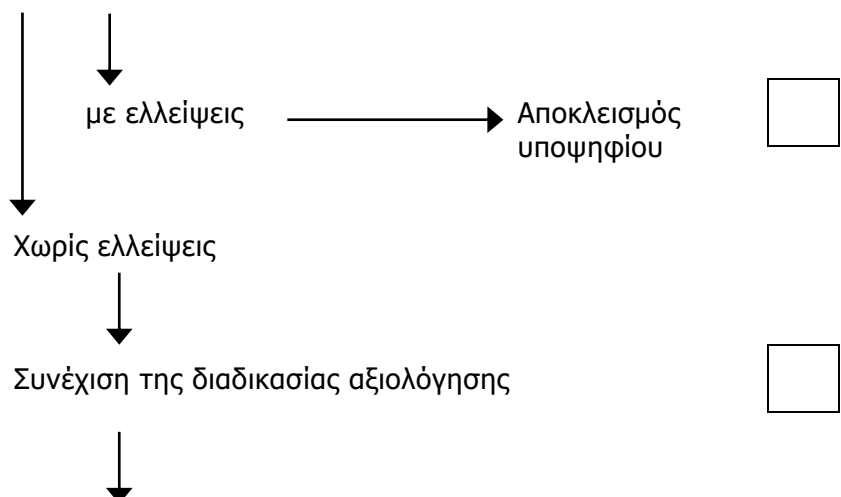 με ελλείψεις
Αποκλεισμός
υποψηφίου
Χωρίς ελλείψεις
Συνέχιση της διαδικασίας αξιολόγησης